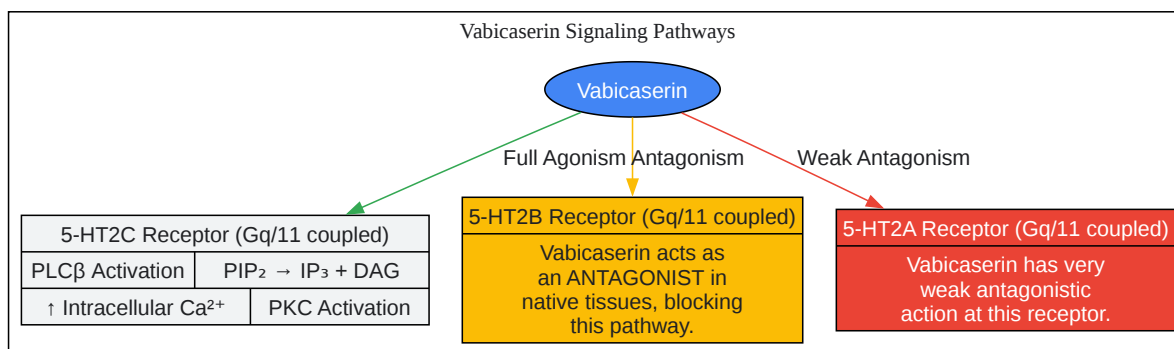 Vabicaserin Signaling Pathways
Vabicaserin
Full Agonism
Antagonism
Weak Antagonism
5-HT2C Receptor (Gq/11 coupled)
PLCβ Activation
PIP₂ → IP₃ + DAG
↑ Intracellular Ca²⁺
PKC Activation
5-HT2B Receptor (Gq/11 coupled)
Vabicaserin acts as
an ANTAGONIST in
native tissues, blocking
this pathway.
5-HT2A Receptor (Gq/11 coupled)
Vabicaserin has very
weak antagonistic
action at this receptor.